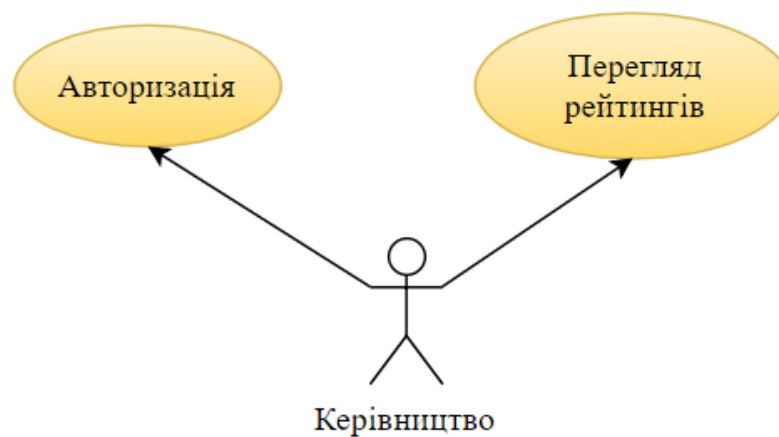 Авторизація
Перегляд
рейтингів
Керівництво